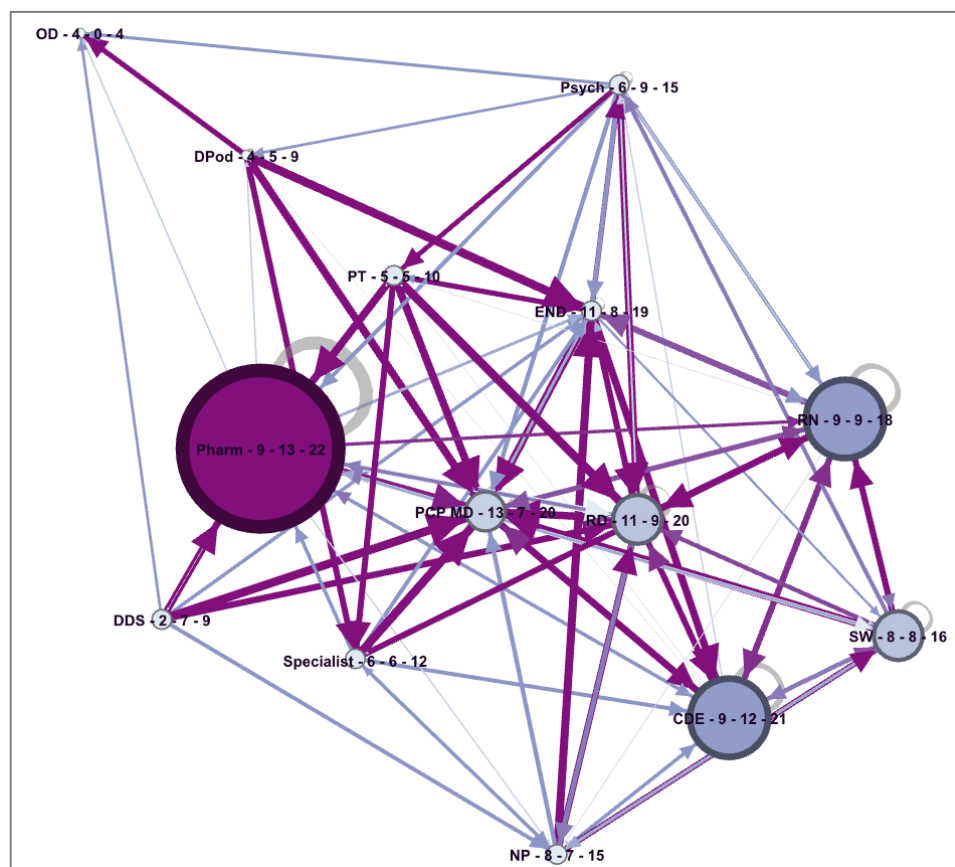 OD - 4 - 0 - 4
Psych - 6 - 9 - 15
DPod - 4 - 5 - 9
PT - 5 - 5 - 10
END - 11 - 8 - 19
RN - 9 - 9 - 18
Pharm - 9 - 13 - 22
PCP MD - 13 - 7 - 20
RD - 11 - 9 - 20
DDS - 2 - 7 - 9
SW - 8 - 8 - 16
Specialist - 6 - 6 - 12
CDE - 9 - 12 - 21
NP - 8 - 7 - 15